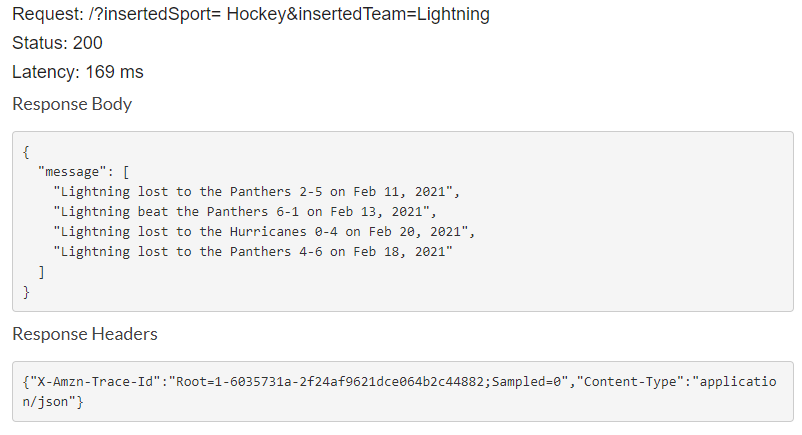 Request: /?insertedSport= Hockey&insertedTeam=Lightning
Status: 200
Latency: 169 ms
Response Body
{
  "message": [
    "Lightning lost to the Panthers 2-5 on Feb 11, 2021",
    "Lightning beat the Panthers 6-1 on Feb 13, 2021",
    "Lightning lost to the Hurricanes 0-4 on Feb 20, 2021",
    "Lightning lost to the Panthers 4-6 on Feb 18, 2021"
  ]
}
Response Headers
{"X-Amzn-Trace-Id":"Root=1-6035731a-2f24af9621dce064b2c44882;Sampled=0","Content-Type":"applicatio
n/json"}